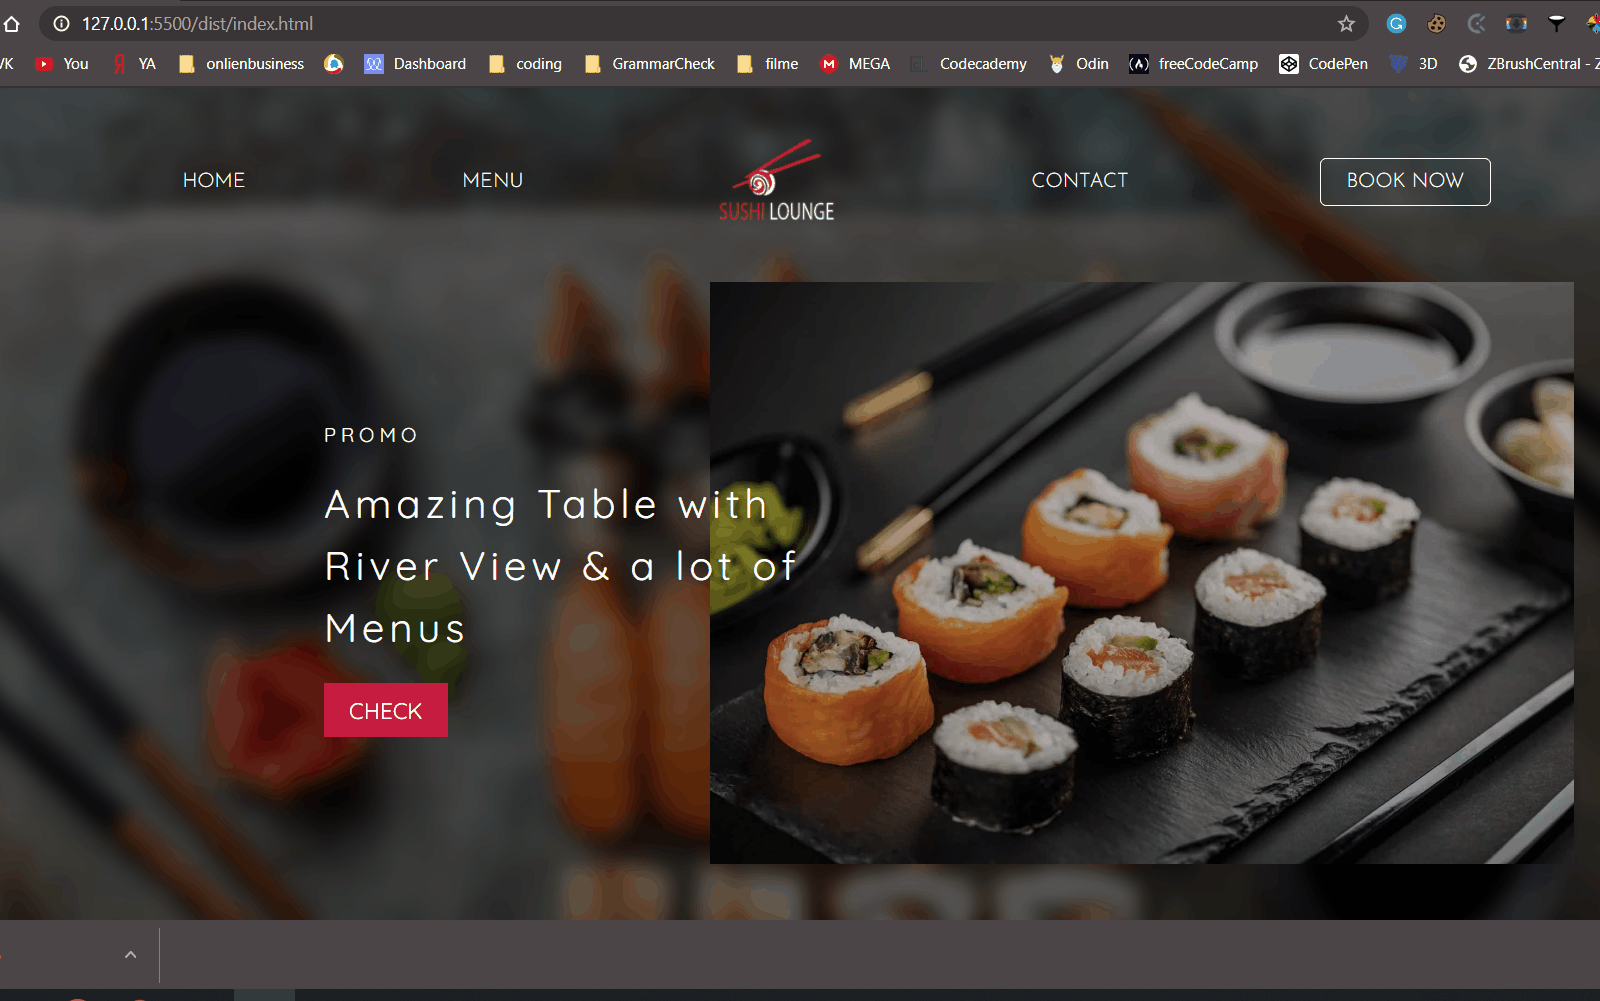 127.0.0.1:5500/dist/index.html
VK
You
YA
onlienbusiness
Dashboard
coding
GrammarCheck
filme
MEGA
Codecademy
Odin
freeCodeCamp
CodePen
3D
ZBrushCentral - Z
HOME
MENU
SUSHI LOUNGE
CONTACT
BOOK NOW
PROMO
Amazing Table with
River View & a lot of
Menus
CHECK